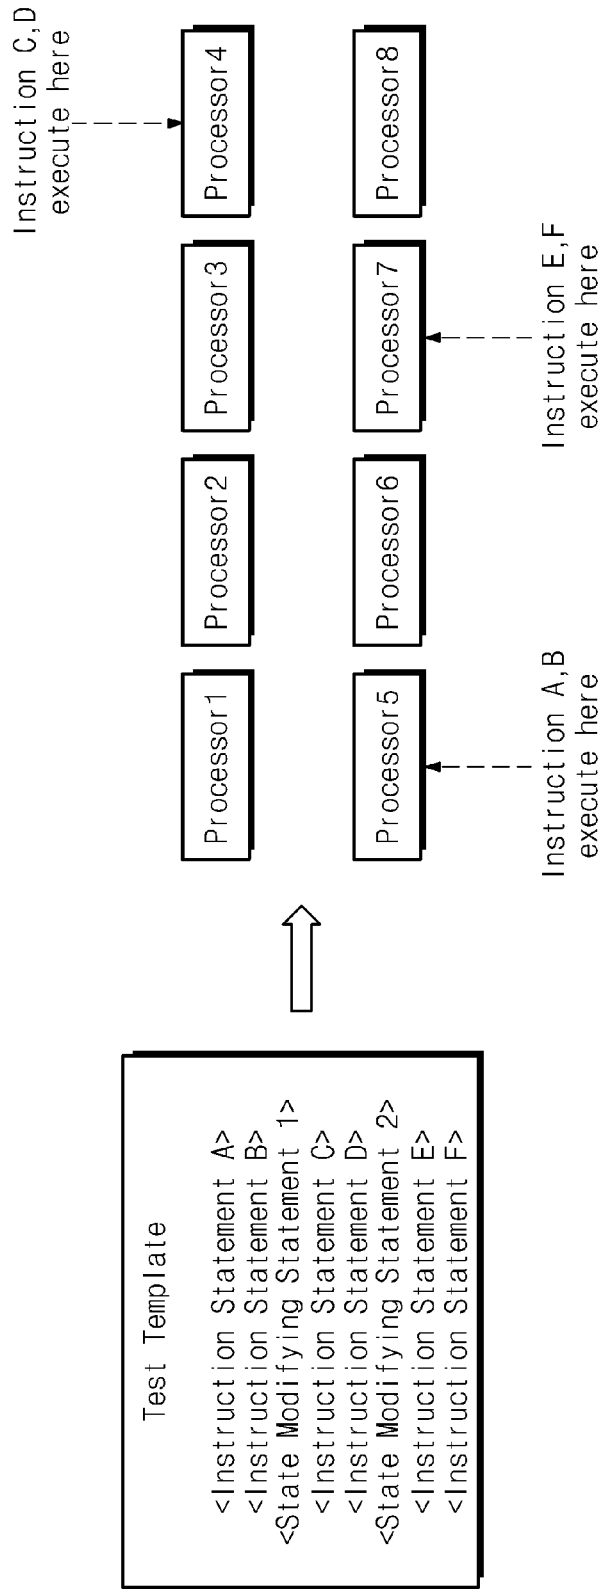 Test Template
<Instruction Statement A>
<Instruction Statement B>
<State Modifying Statement 1>
<Instruction Statement C>
<Instruction Statement D>
<State Modifying Statement 2>
<Instruction Statement E>
<Instruction Statement F>
Instruction C,D
execute here
Processor1
Processor2
Processor3
Processor4
Processor5
Processor6
Processor7
Processor8
Instruction A,B
execute here
Instruction E,F
execute here